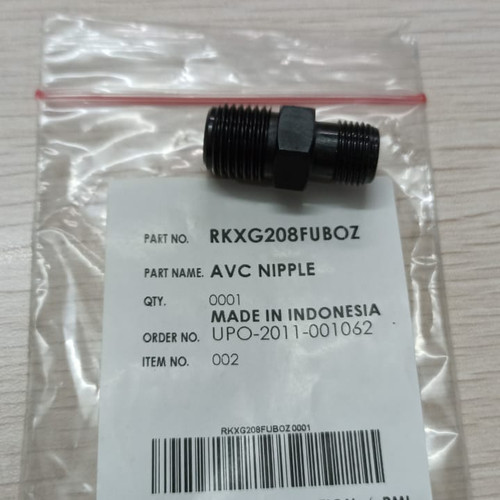 PART NO. RKXG208FUBOZ
PART NAME. AVC NIPPLE
QTY. 0001
MADE IN INDONESIA
ORDER NO. UPO-2011-001062
ITEM NO. 002
RKXG208FUBOZ 0001